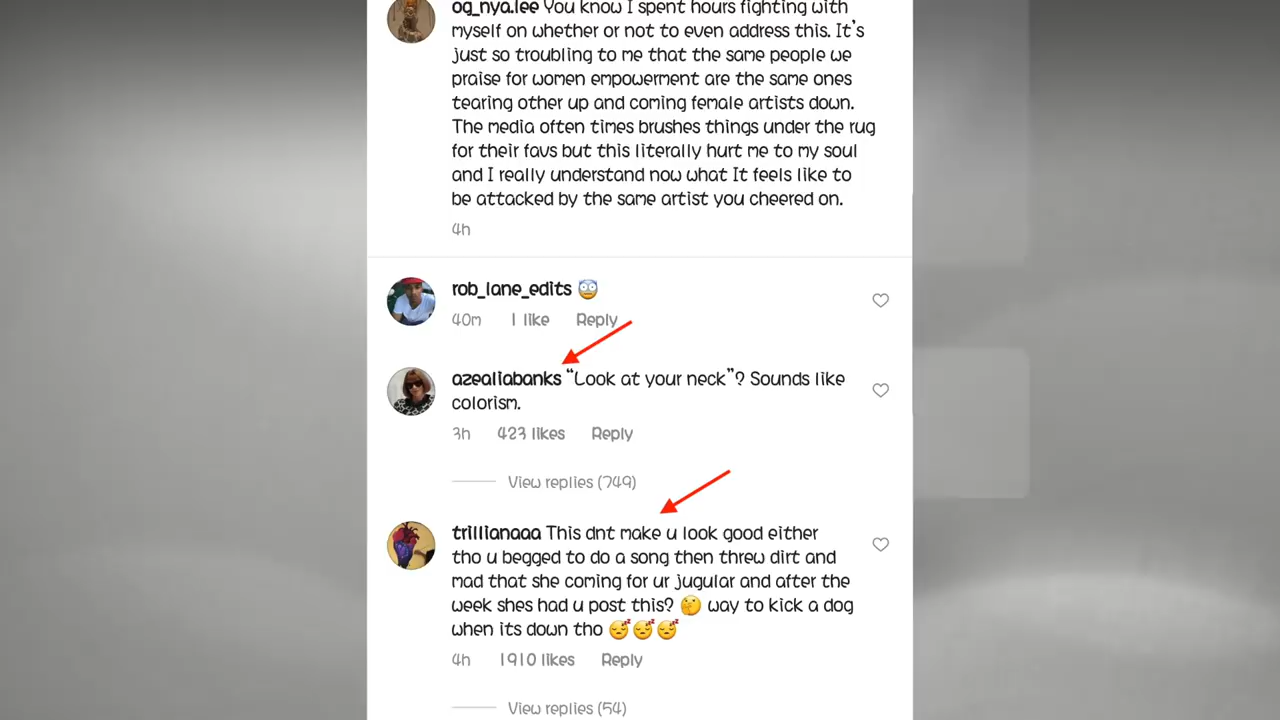 og_nya.lee You know I spent hours fighting with
myself on whether or not to even address this. It's
just so troubling to me that the same people we
praise for women empowerment are the same ones
tearing other up and coming female artists down.
The media often times brushes things under the rug
for their favs but this literally hurt me to my soul
and I really understand now what It feels like to
be attacked by the same artist you cheered on.
4h
rob_lane_edits 😨
40m 1 like Reply
azealiabanks “Look at your neck”? Sounds like
colorism.
3h 423 likes Reply
View replies (749)
trillianaaa This dnt make u look good either
tho u begged to do a song then threw dirt and
mad that she coming for ur jugular and after the
week shes had u post this? 🤔 way to kick a dog
when its down tho 😴😴😴
4h 1910 likes Reply
View replies (54)